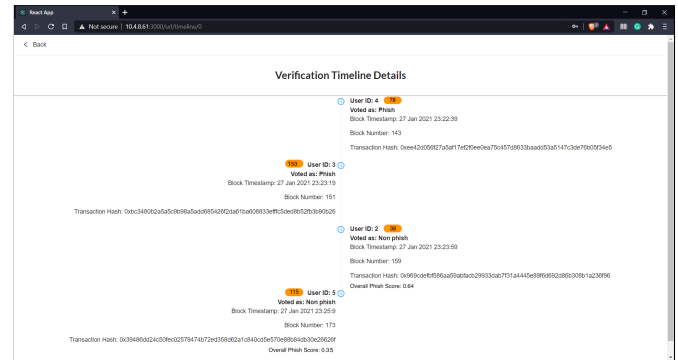 React App
Not secure | 10.4.8.61:3000/url/timeline/0
Back
Verification Timeline Details
User ID: 4 78
Voted as: Phish
Block Timestamp: 27 Jan 2021 23:22:39
Block Number: 143
Transaction Hash: 0xee42d056f27a5af17ef2f0ee0ea75c457d8633baadd53a5147c3de76b05f34e5
153 User ID: 3
Voted as: Phish
Block Timestamp: 27 Jan 2021 23:23:19
Block Number: 151
Transaction Hash: 0xbc3480b2a5a5c9b98a5add685426f2da61ba608833efffc5ded8b52fb3b90b26
User ID: 2 38
Voted as: Non phish
Block Timestamp: 27 Jan 2021 23:23:59
Block Number: 159
Transaction Hash: 0x969cdefbf586aa59abfacb29933dab7f31a4445e89f6d692d86b308b1a236f96
Overall Phish Score: 0.64
115 User ID: 5
Voted as: Non phish
Block Timestamp: 27 Jan 2021 23:25:9
Block Number: 173
Transaction Hash: 0x39486dd24c50fec02579474b72ed358d62a1c840cd5e570e88b84db30e26626f
Overall Phish Score: 0.35